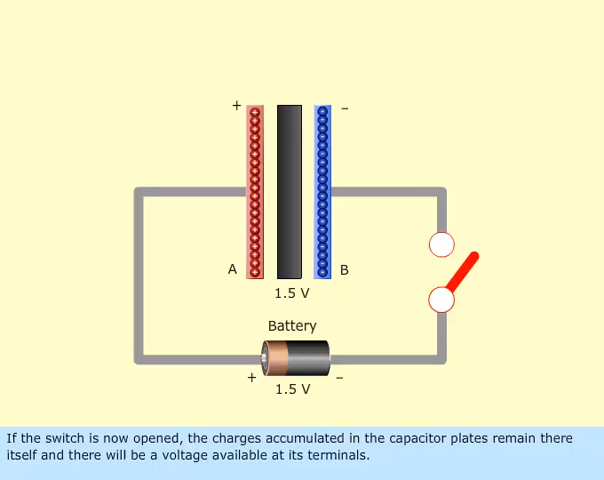 + –
A B
1.5 V
Battery
+ –
1.5 V
If the switch is now opened, the charges accumulated in the capacitor plates remain there
itself and there will be a voltage available at its terminals.